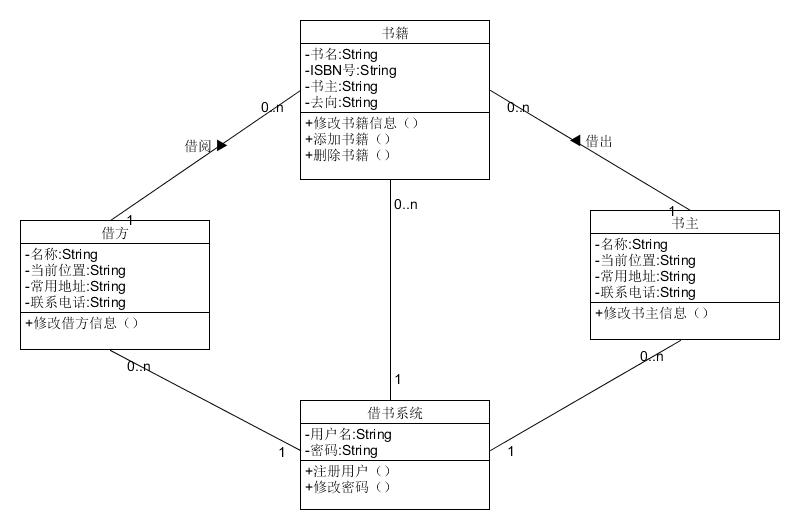 书籍
-书名:String
-ISBN号:String
-书主:String
-去向:String
+修改书籍信息（）
+添加书籍（）
+删除书籍（）
0..n
0..n
借阅
借出
1
1
0..n
借方
-名称:String
-当前位置:String
-常用地址:String
-联系电话:String
+修改借方信息（）
书主
-名称:String
-当前位置:String
-常用地址:String
-联系电话:String
+修改书主信息（）
0..n
0..n
1
1
1
借书系统
-用户名:String
-密码:String
+注册用户（）
+修改密码（）